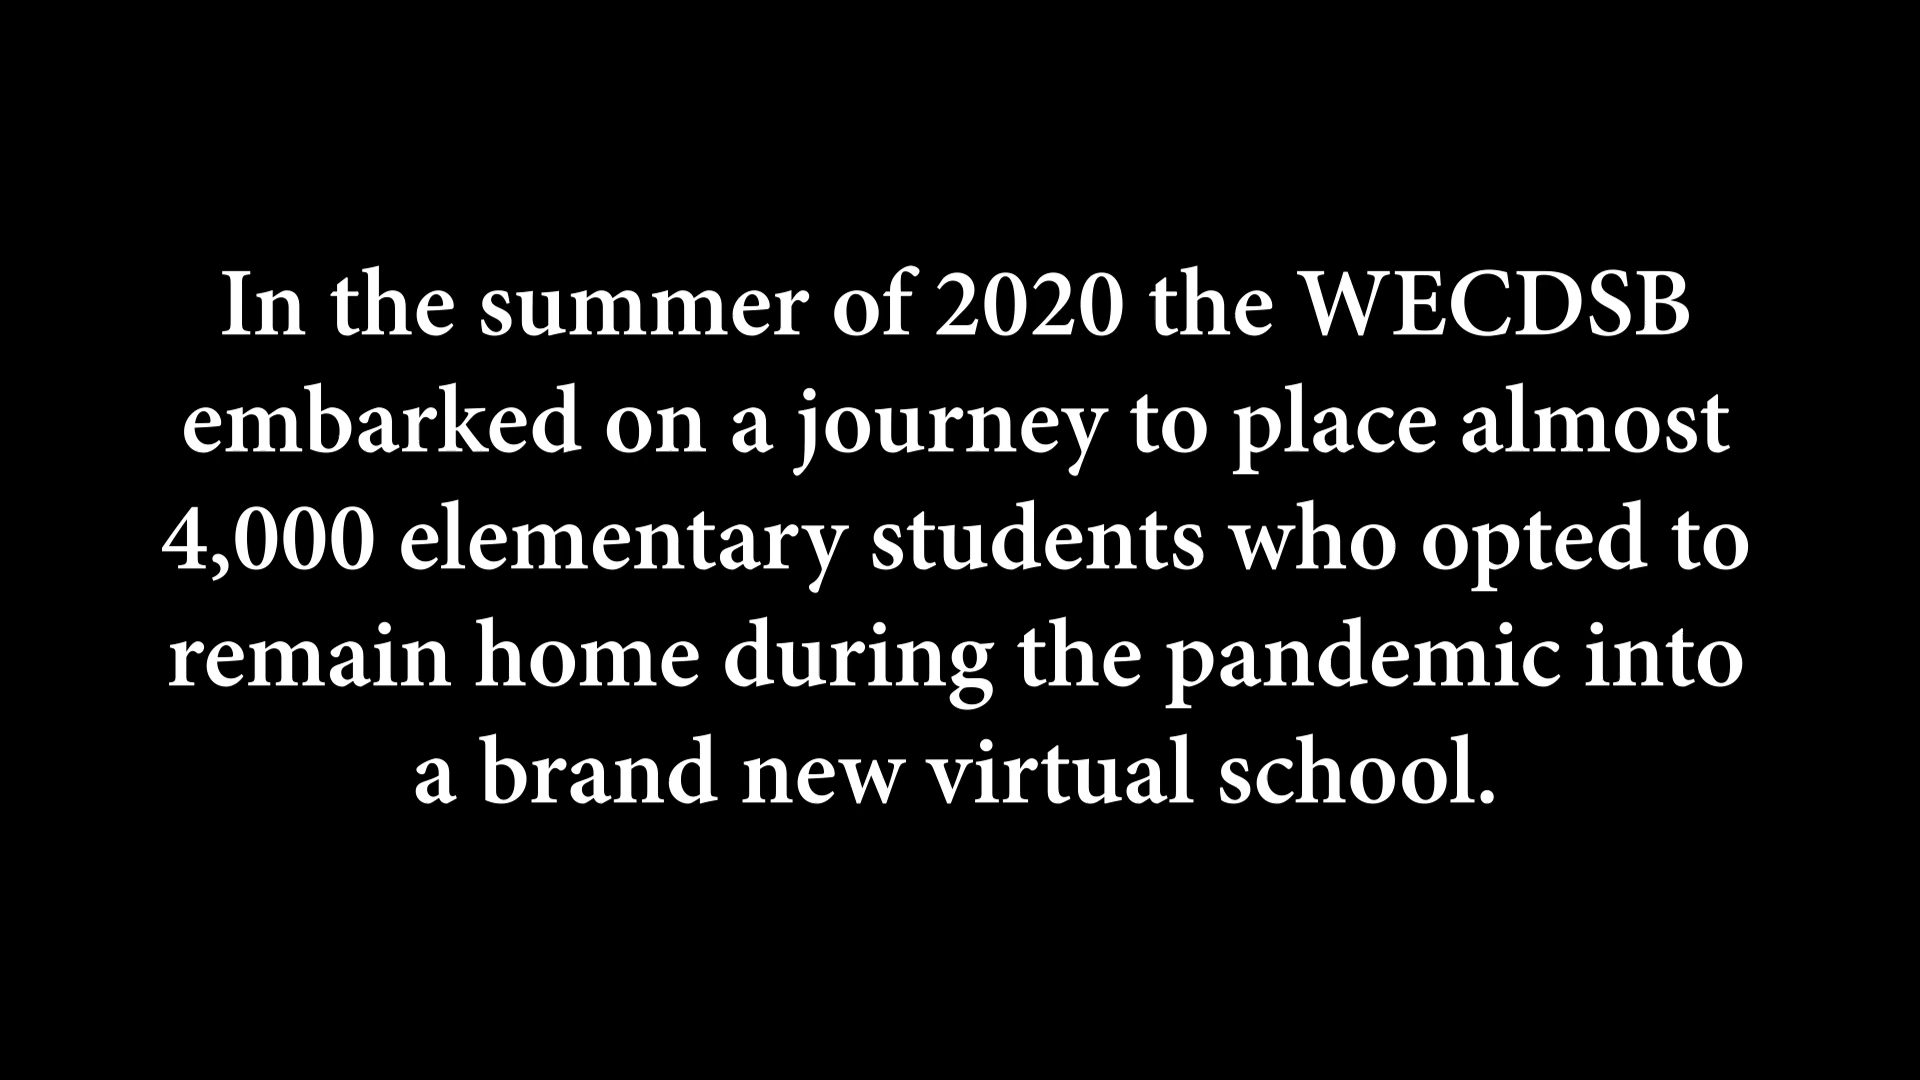 In the summer of 2020 the WECDSB
embarked on a journey to place almost
4,000 elementary students who opted to
remain home during the pandemic into
a brand new virtual school.